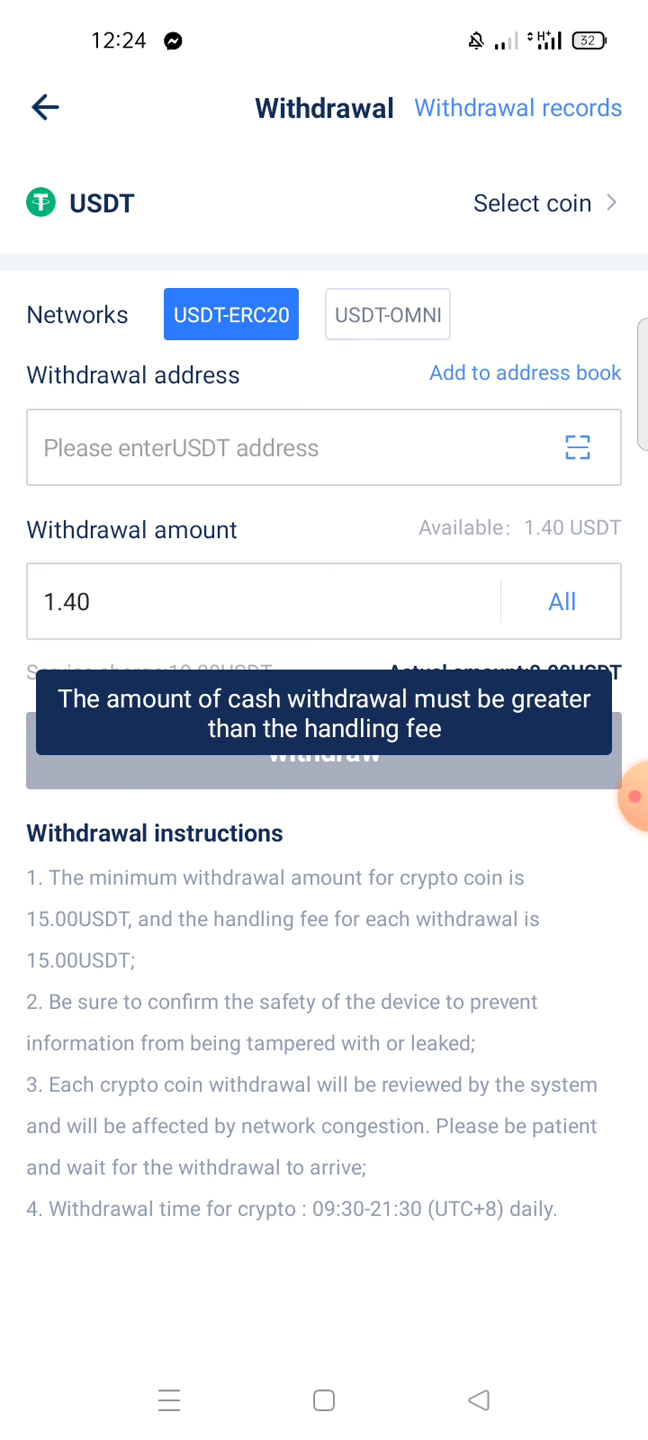 12:24
32
Withdrawal Withdrawal records
USDT Select coin
Networks USDT-ERC20 USDT-OMNI
Withdrawal address Add to address book
Please enterUSDT address
Withdrawal amount Available: 1.40 USDT
1.40 All
The amount of cash withdrawal must be greater
than the handling fee
Withdrawal instructions
1. The minimum withdrawal amount for crypto coin is
15.00USDT, and the handling fee for each withdrawal is
15.00USDT;
2. Be sure to confirm the safety of the device to prevent
information from being tampered with or leaked;
3. Each crypto coin withdrawal will be reviewed by the system
and will be affected by network congestion. Please be patient
and wait for the withdrawal to arrive;
4. Withdrawal time for crypto : 09:30-21:30 (UTC+8) daily.